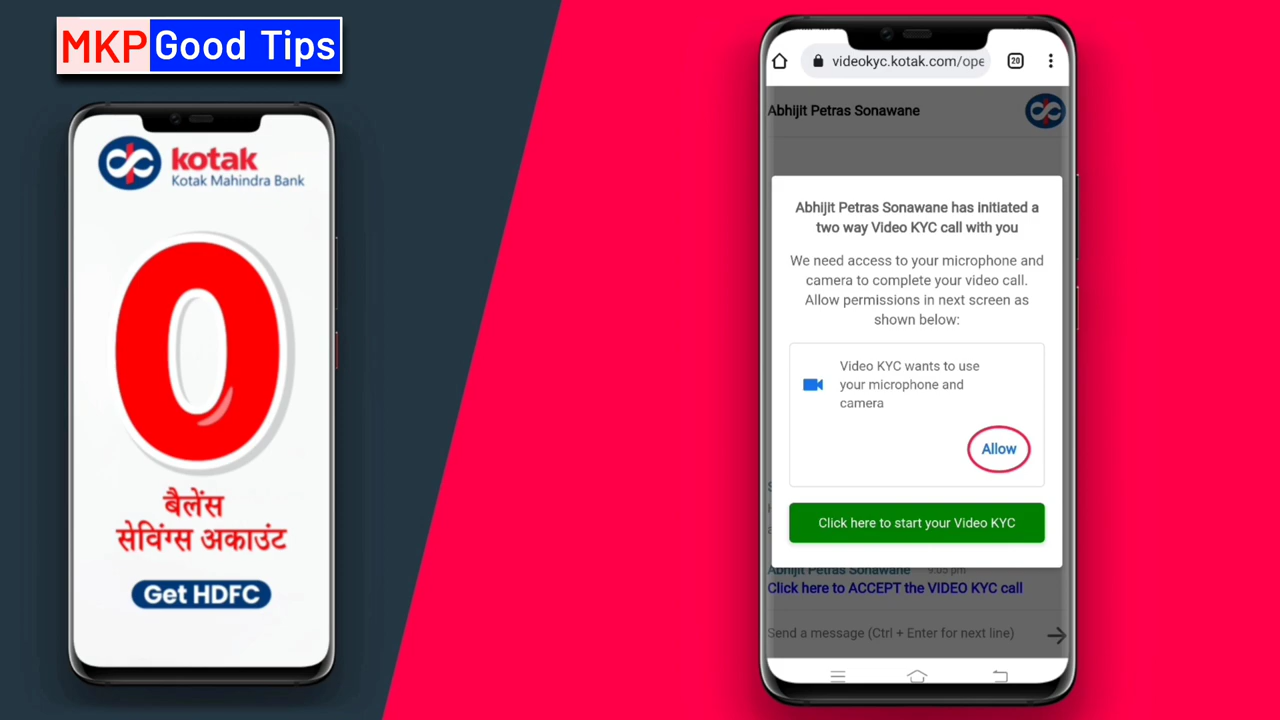 MKP Good Tips
kotak
Kotak Mahindra Bank
0
बैलेंस
सेविंग्स अकाउंट
Get HDFC
videokyc.kotak.com/ope
20
Abhijit Petras Sonawane
Abhijit Petras Sonawane has initiated a
two way Video KYC call with you
We need access to your microphone and
camera to complete your video call.
Allow permissions in next screen as
shown below:
Video KYC wants to use
your microphone and
camera
Allow
Click here to start your Video KYC
Abhijit Petras Sonawane 9:05 pm
Click here to ACCEPT the VIDEO KYC call
Send a message (Ctrl + Enter for next line)